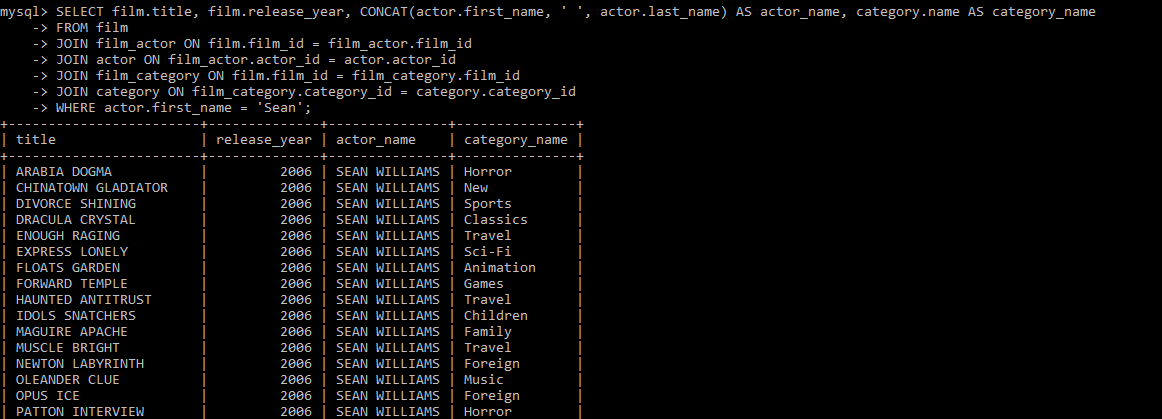 mysql> SELECT film.title, film.release_year, CONCAT(actor.first_name, ' ', actor.last_name) AS actor_name, category.name AS category_name
    -> FROM film
    -> JOIN film_actor ON film.film_id = film_actor.film_id
    -> JOIN actor ON film_actor.actor_id = actor.actor_id
    -> JOIN film_category ON film.film_id = film_category.film_id
    -> JOIN category ON film_category.category_id = category.category_id
    -> WHERE actor.first_name = 'Sean';
+------------------------+--------------+---------------+---------------+
| title                  | release_year | actor_name    | category_name |
+------------------------+--------------+---------------+---------------+
| ARABIA DOGMA           |         2006 | SEAN WILLIAMS | Horror        |
| CHINATOWN GLADIATOR    |         2006 | SEAN WILLIAMS | New           |
| DIVORCE SHINING        |         2006 | SEAN WILLIAMS | Sports        |
| DRACULA CRYSTAL        |         2006 | SEAN WILLIAMS | Classics      |
| ENOUGH RAGING          |         2006 | SEAN WILLIAMS | Travel        |
| EXPRESS LONELY         |         2006 | SEAN WILLIAMS | Sci-Fi        |
| FLOATS GARDEN          |         2006 | SEAN WILLIAMS | Animation     |
| FORWARD TEMPLE         |         2006 | SEAN WILLIAMS | Games         |
| HAUNTED ANTITRUST      |         2006 | SEAN WILLIAMS | Travel        |
| IDOLS SNATCHERS        |         2006 | SEAN WILLIAMS | Children      |
| MAGUIRE APACHE         |         2006 | SEAN WILLIAMS | Family        |
| MUSCLE BRIGHT          |         2006 | SEAN WILLIAMS | Travel        |
| NEWTON LABYRINTH       |         2006 | SEAN WILLIAMS | Foreign       |
| OLEANDER CLUE          |         2006 | SEAN WILLIAMS | Music         |
| OPUS ICE               |         2006 | SEAN WILLIAMS | Foreign       |
| PATTON INTERVIEW       |         2006 | SEAN WILLIAMS | Horror        |